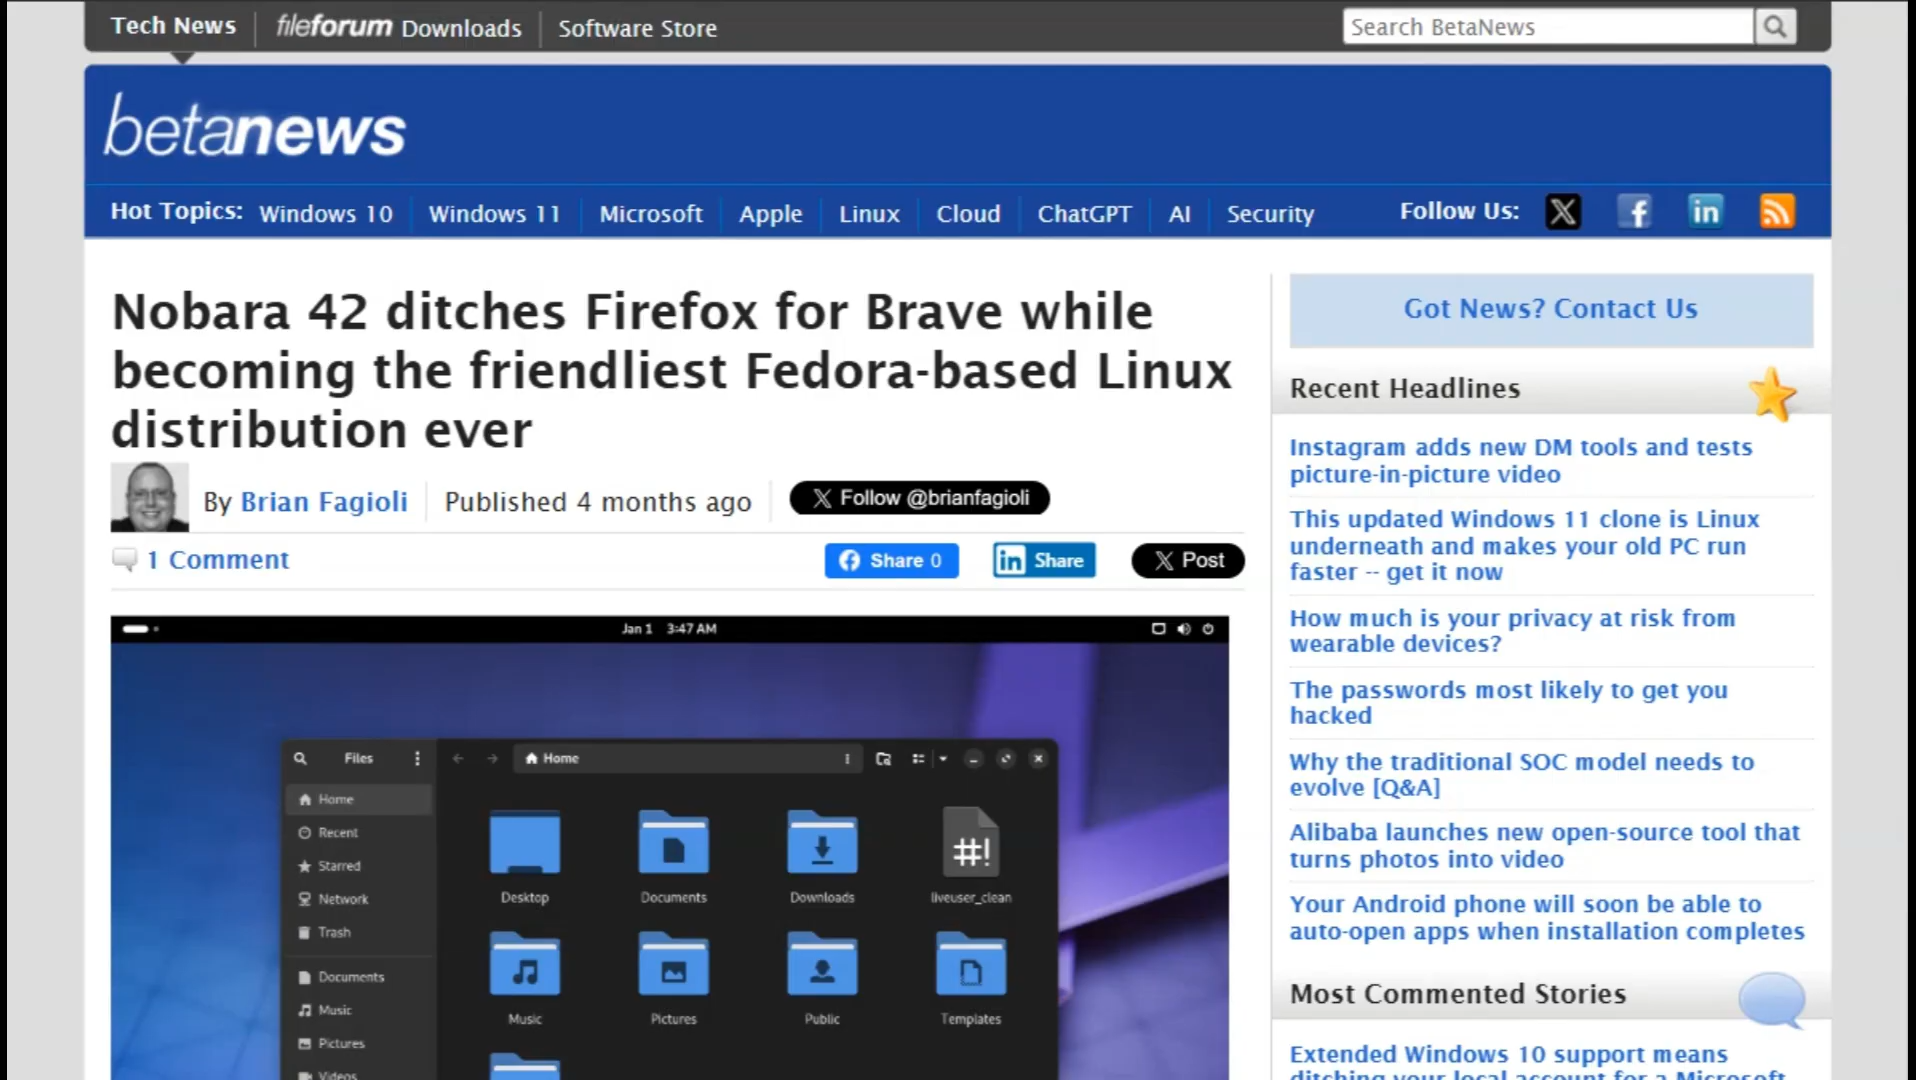 Tech News
fileforum Downloads
Software Store
Search BetaNews
betanews
Hot Topics: Windows 10 Windows 11 Microsoft Apple Linux Cloud ChatGPT AI Security
Follow Us:
Nobara 42 ditches Firefox for Brave while
becoming the friendliest Fedora-based Linux
distribution ever
By Brian Fagioli
Published 4 months ago
Follow @brianfagioli
1 Comment
Share 0
Share
Post
Jan 1 3:47 AM
Files
Home
Home
Recent
Starred
Network
Trash
Documents
Music
Pictures
Videos
Desktop
Documents
Downloads
#!
liveuser_clean
Music
Pictures
Public
Templates
Got News? Contact Us
Recent Headlines
Instagram adds new DM tools and tests
picture-in-picture video
This updated Windows 11 clone is Linux
underneath and makes your old PC run
faster -- get it now
How much is your privacy at risk from
wearable devices?
The passwords most likely to get you
hacked
Why the traditional SOC model needs to
evolve [Q&A]
Alibaba launches new open-source tool that
turns photos into video
Your Android phone will soon be able to
auto-open apps when installation completes
Most Commented Stories
Extended Windows 10 support means
ditching your local account for a Microsoft